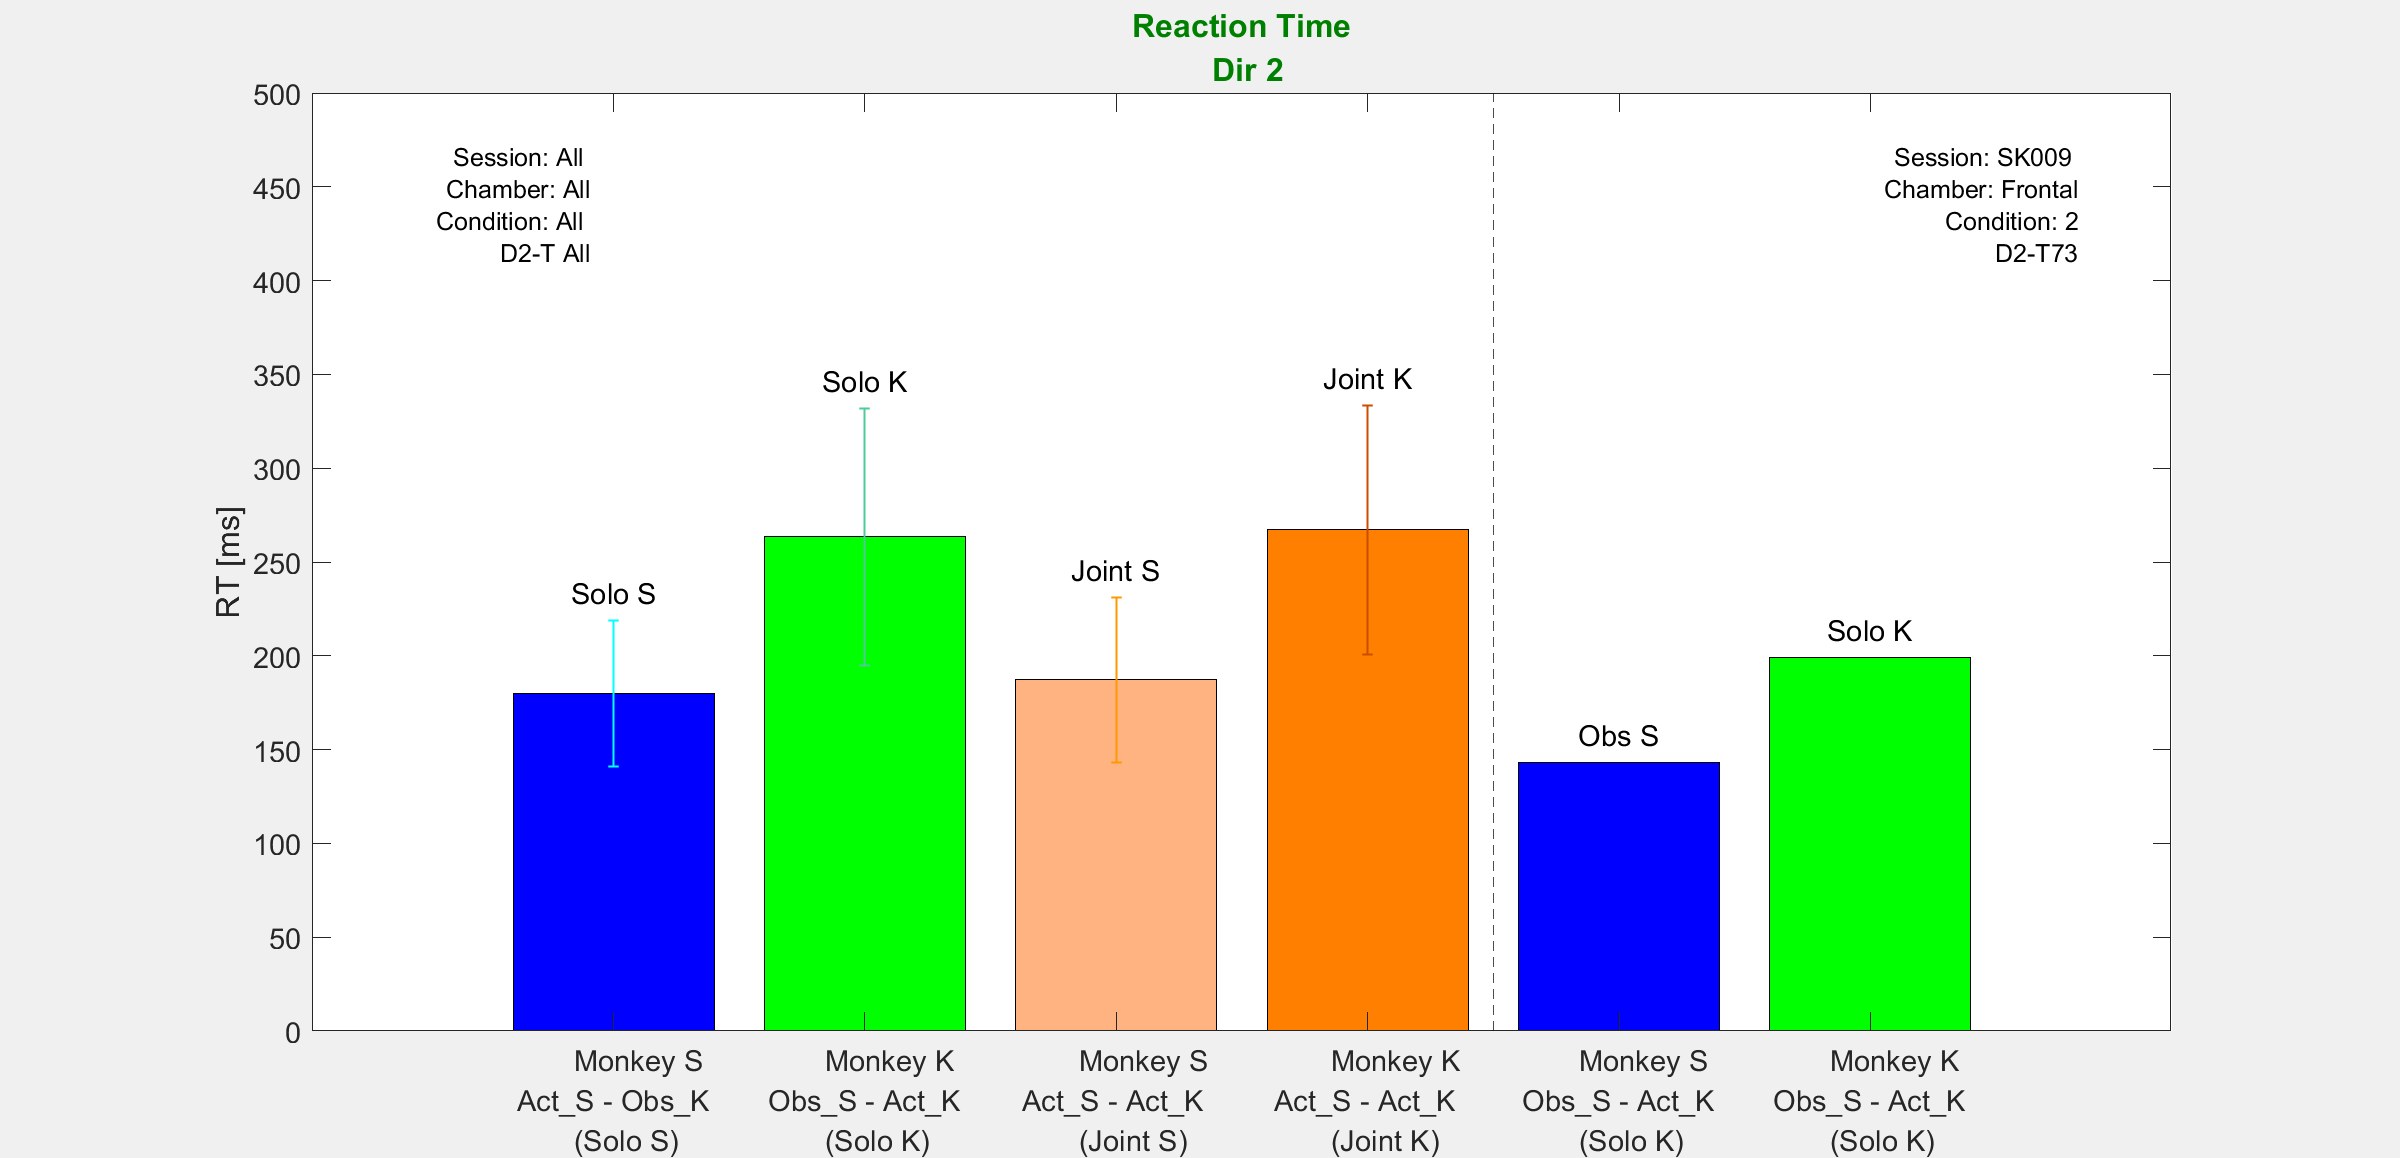 Reaction Time
Dir 2
500
450
400
350
300
250
200
150
100
50
0
RT [ms]
Session: All
Chamber: All
Condition: All
D2-T All
Session: SK009
Chamber: Frontal
Condition: 2
D2-T73
Solo S
Solo K
Joint S
Joint K
Obs S
Solo K
Monkey S
Act_S - Obs_K
(Solo S)
Monkey K
Obs_S - Act_K
(Solo K)
Monkey S
Act_S - Act_K
(Joint S)
Monkey K
Act_S - Act_K
(Joint K)
Monkey S
Obs_S - Act_K
(Solo K)
Monkey K
Obs_S - Act_K
(Solo K)